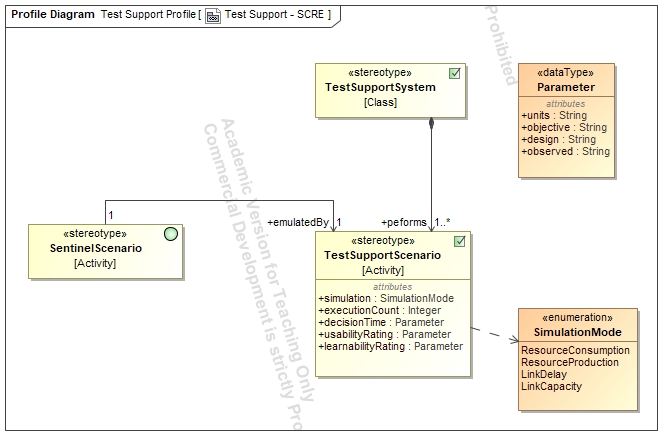 Profile Diagram Test Support Profile [ Test Support - SCRE ]
Prohibited
«stereotype»
TestSupportSystem
[Class]
«dataType»
Parameter
attributes
+units : String
+objective : String
+design : String
+observed : String
Academic Version for Teaching Only
Commercial Development is strictly Pro
1
+emulatedBy 1
+peforms 1..*
«stereotype»
SentinelScenario
[Activity]
«stereotype»
TestSupportScenario
[Activity]
attributes
+simulation : SimulationMode
+executionCount : Integer
+decisionTime : Parameter
+usabilityRating : Parameter
+learnabilityRating : Parameter
«enumeration»
SimulationMode
ResourceConsumption
ResourceProduction
LinkDelay
LinkCapacity